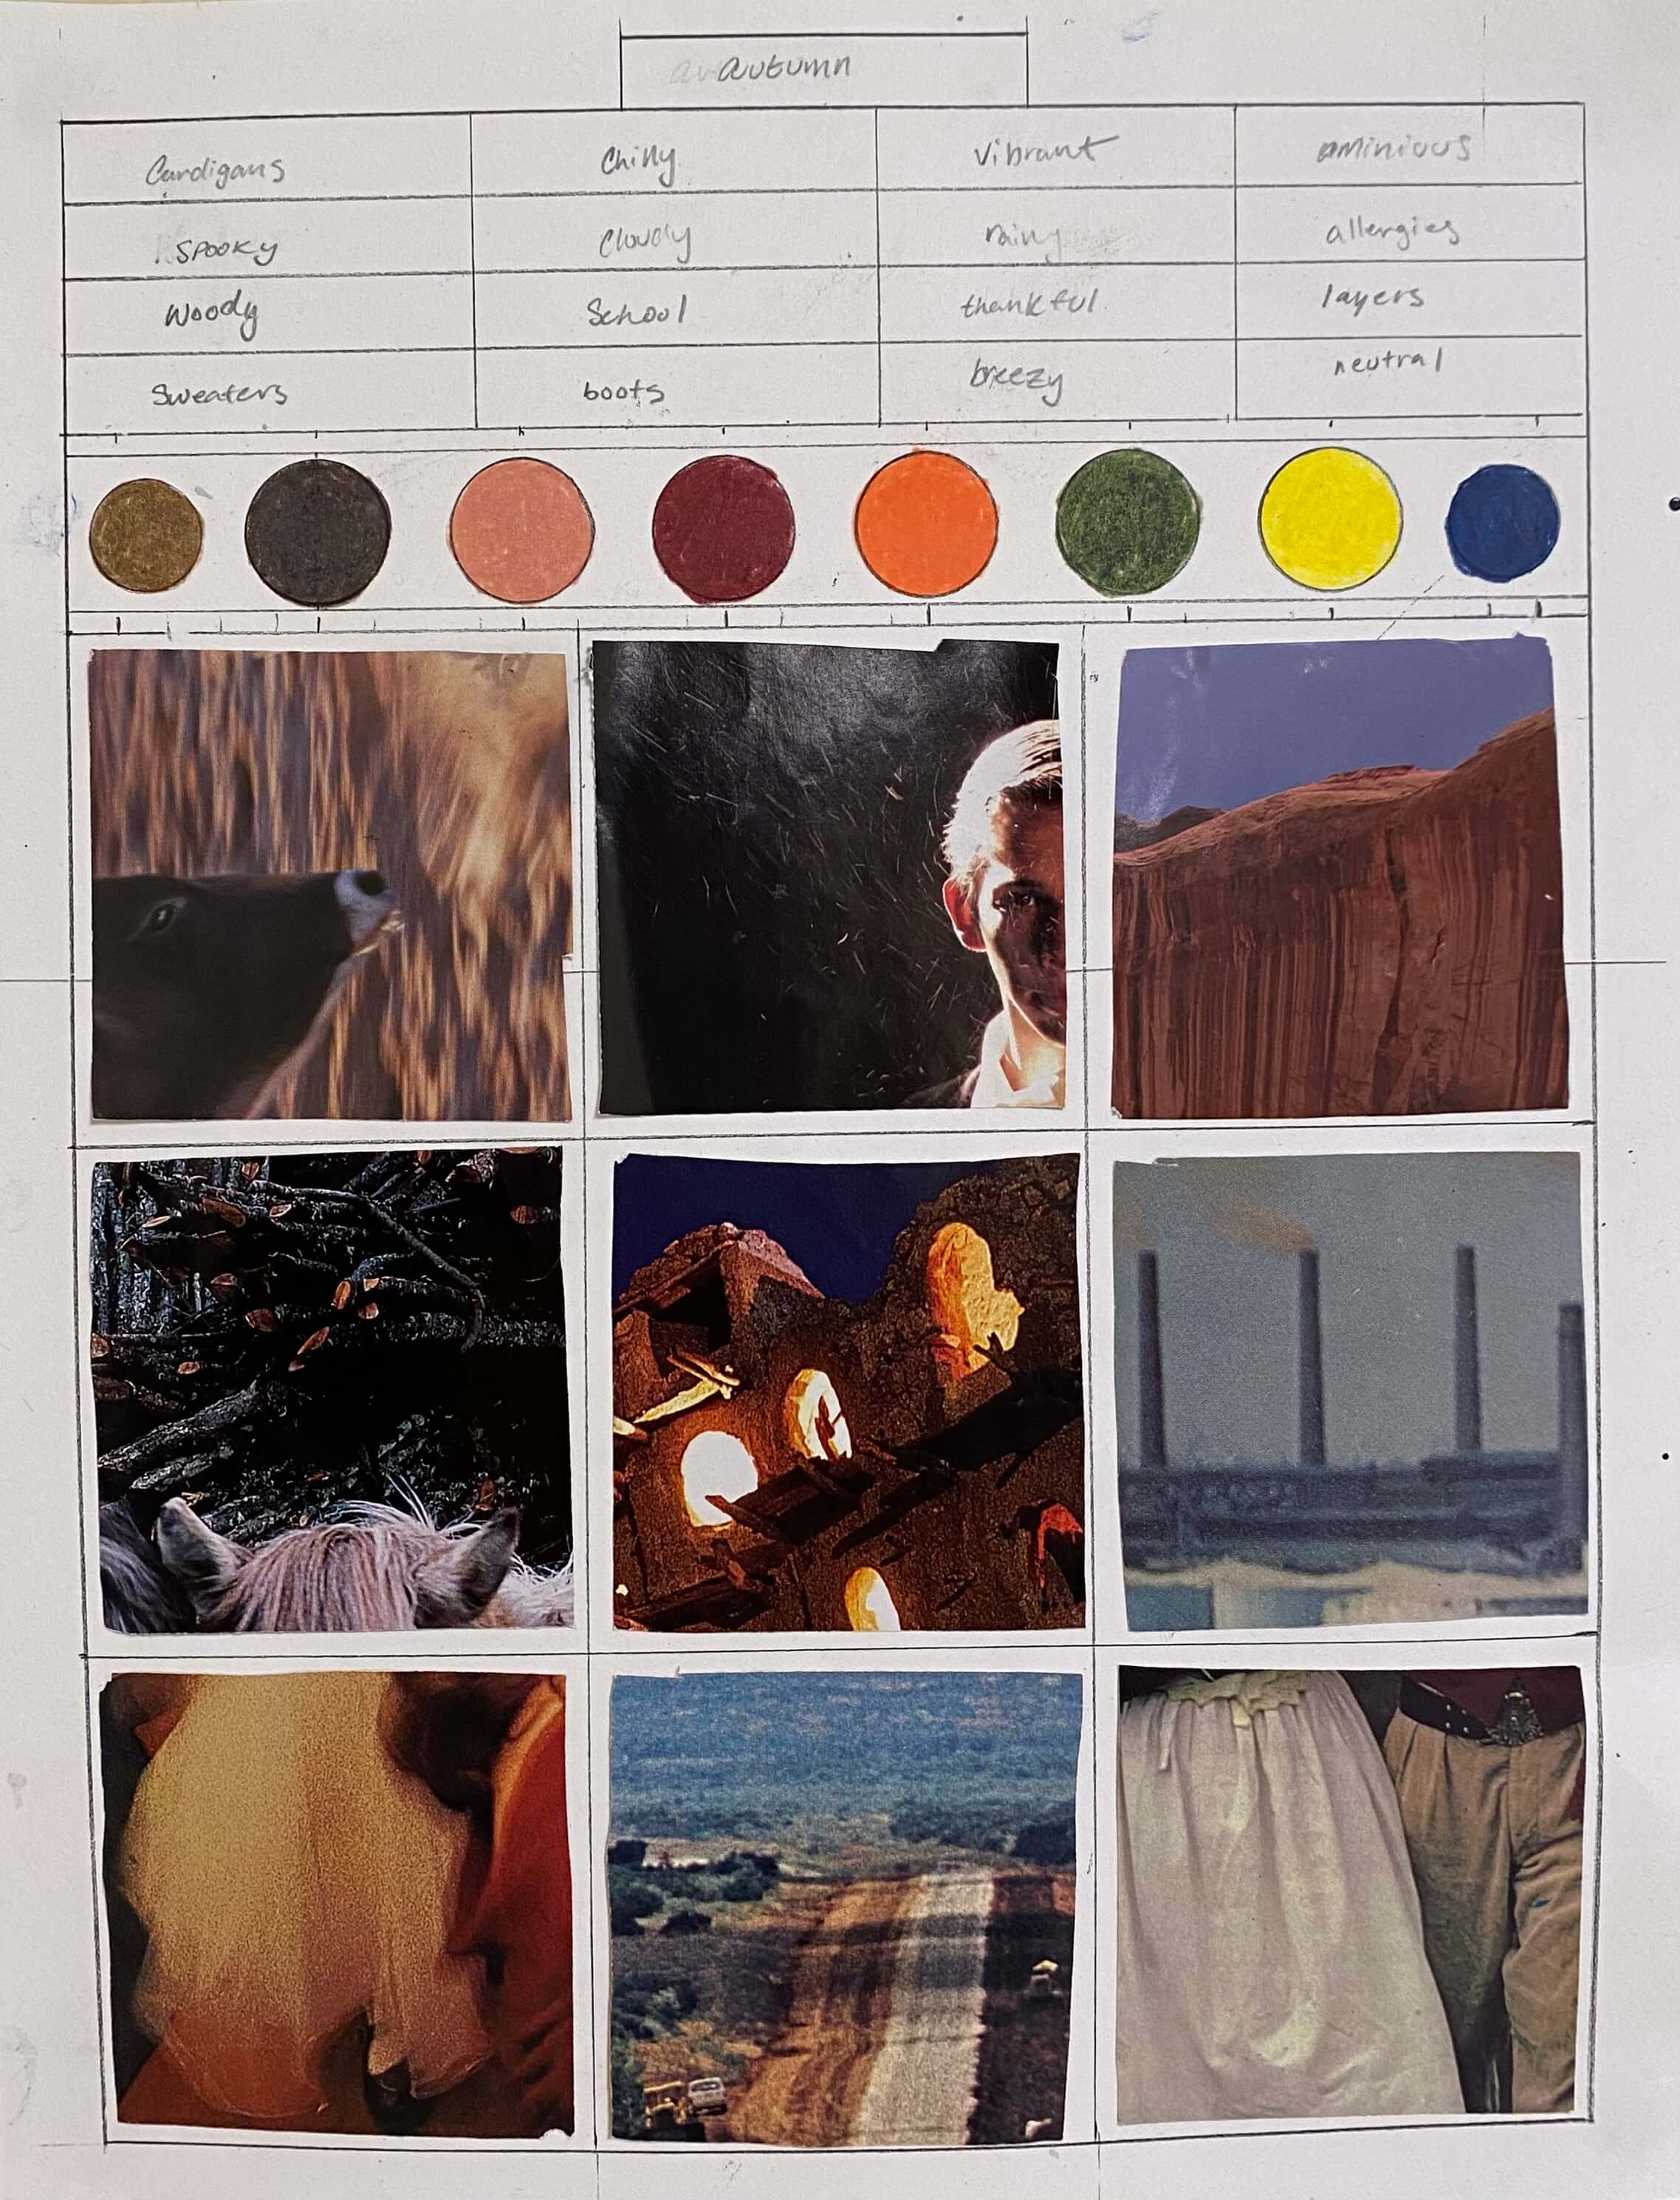 autumn
Cardigans Chilly Vibrant ominious
Spooky Cloudy rainy allergies
Woody School thankful layers
Sweaters boots breezy neutral